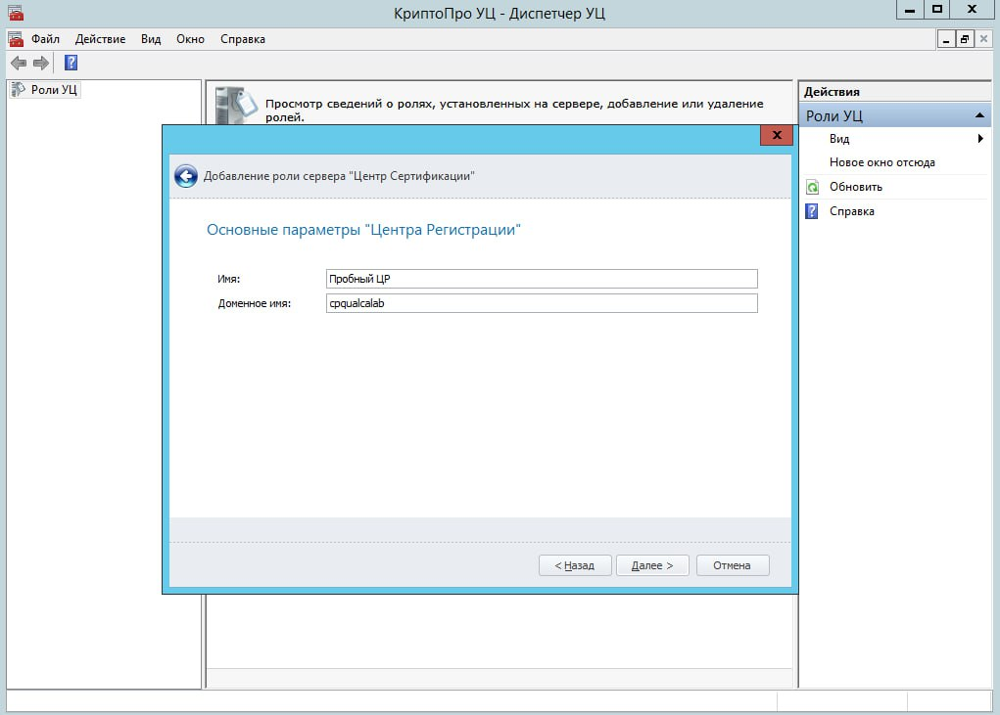 КриптоПро УЦ - Диспетчер УЦ
Файл Действие Вид Окно Справка
Роли УЦ
Просмотр сведений о ролях, установленных на сервере, добавление или удаление
ролей.
Добавление роли сервера "Центр Сертификации"
Основные параметры "Центра Регистрации"
Имя: Пробный ЦР
Доменное имя: cpqualcalab
< Назад Далее > Отмена
Действия
Роли УЦ
Вид
Новое окно отсюда
Обновить
Справка